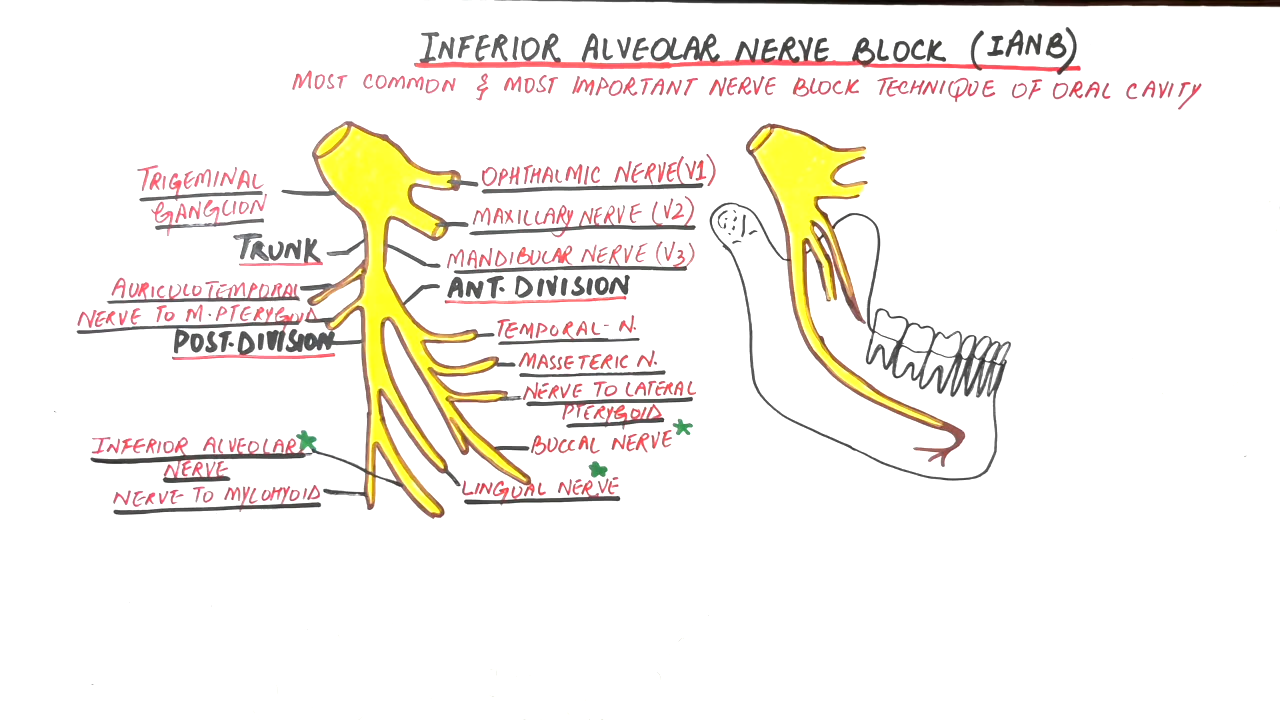 INFERIOR ALVEOLAR NERVE BLOCK (IANB)
MOST COMMON & MOST IMPORTANT NERVE BLOCK TECHNIQUE OF ORAL CAVITY
TRIGEMINAL
GANGLION
TRUNK
AURICULOTEMPORAL
NERVE TO M.PTERYGOID
POST.DIVISION
INFERIOR ALVEOLAR
NERVE
NERVE TO MYLOHYOID
OPHTHALMIC NERVE(V1)
MAXILLARY NERVE (V2)
MANDIBULAR NERVE (V3)
ANT. DIVISION
TEMPORAL-N.
MASSETERIC N.
NERVE TO LATERAL
PTERYGOID
BUCCAL NERVE
LINGUAL NERVE